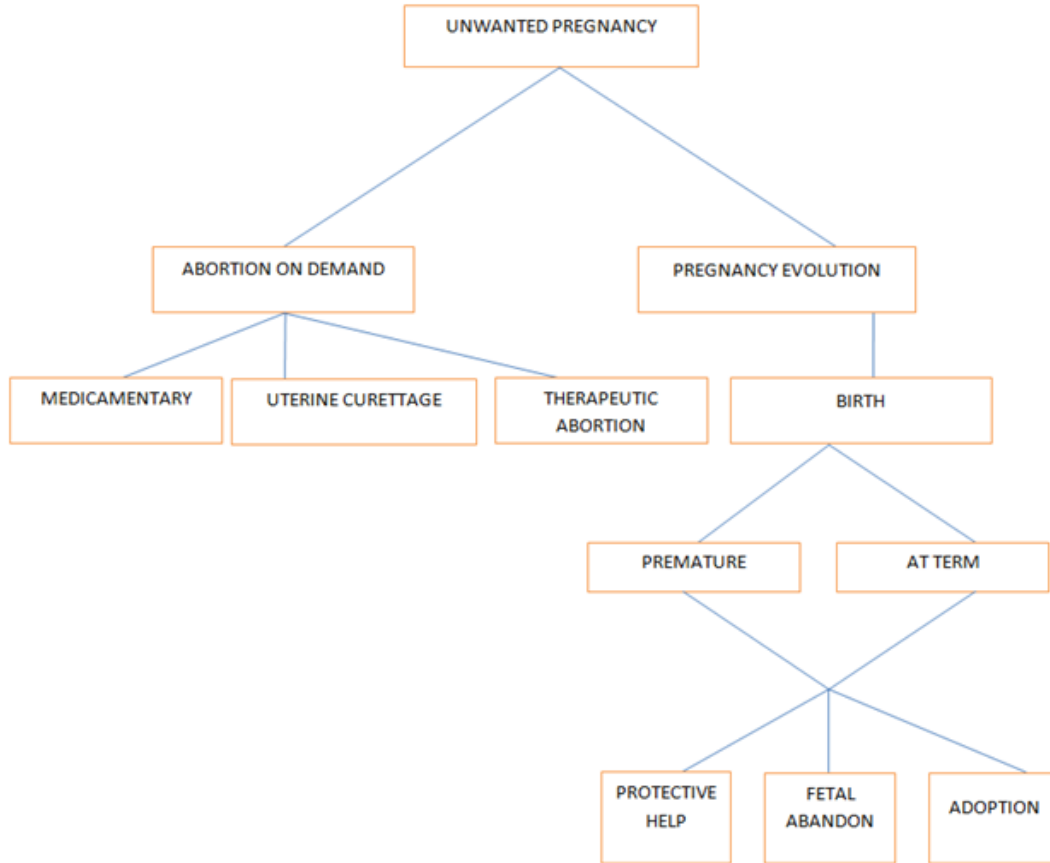 UNWANTED PREGNANCY
ABORTION ON DEMAND
PREGNANCY EVOLUTION
MEDICAMENTARY
UTERINE CURETTAGE
THERAPEUTIC
ABORTION
BIRTH
PREMATURE
AT TERM
PROTECTIVE
HELP
FETAL
ABANDON
ADOPTION